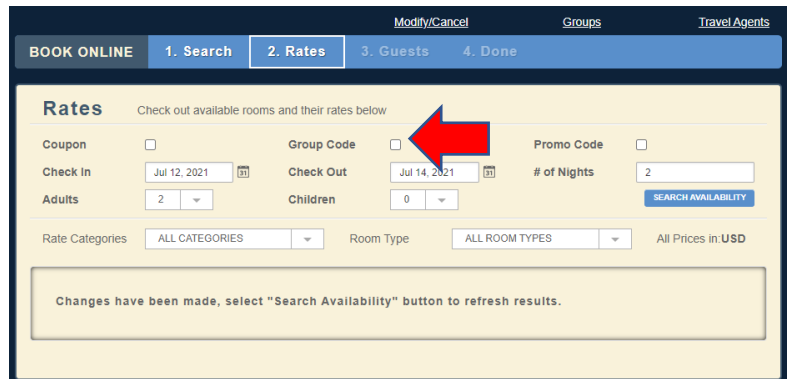 Modify/Cancel Groups Travel Agents
BOOK ONLINE 1. Search 2. Rates 3. Guests 4. Done
Rates Check out available rooms and their rates below
Coupon Group Code Promo Code
Check In Jul 12, 2021 31 Check Out Jul 14, 2021 31 # of Nights 2
Adults 2 Children 0 SEARCH AVAILABILITY
Rate Categories ALL CATEGORIES Room Type ALL ROOM TYPES All Prices in:USD
Changes have been made, select "Search Availability" button to refresh results.